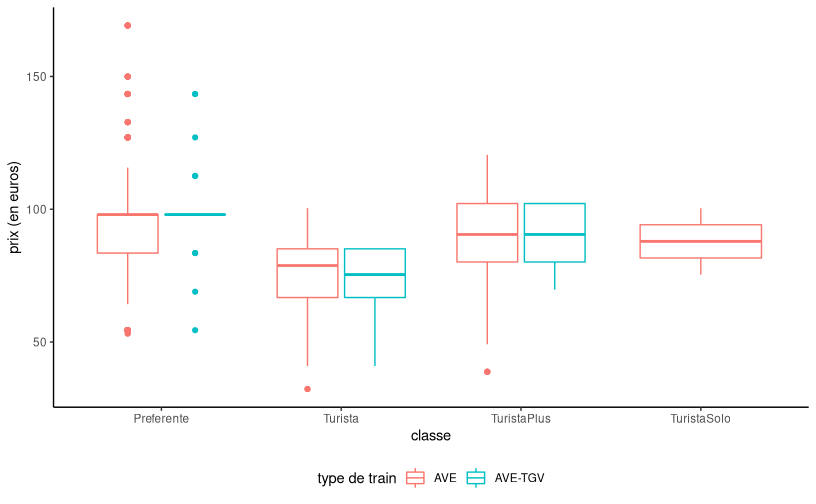 prix (en euros)
150
100
50
Preferente Turista TuristaPlus TuristaSolo
classe
type de train AVE AVE-TGV